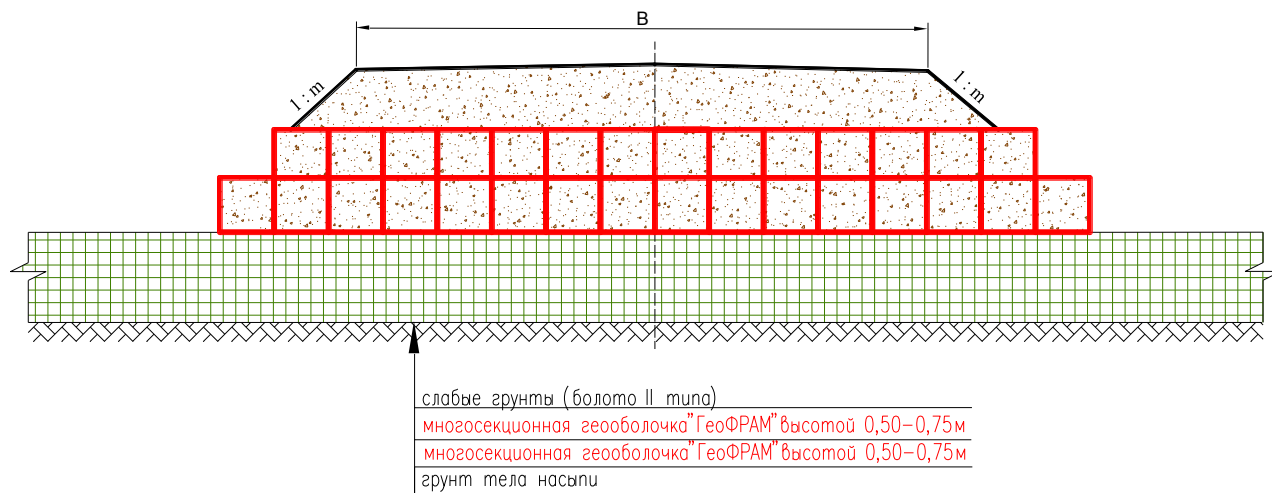 B
1:m
1:m
слабые грунты (болото II типа)
многосекционная геооболочка"ГеоФРАМ"высотой 0,50-0,75м
многосекционная геооболочка"ГеоФРАМ"высотой 0,50-0,75м
грунт тела насыпи